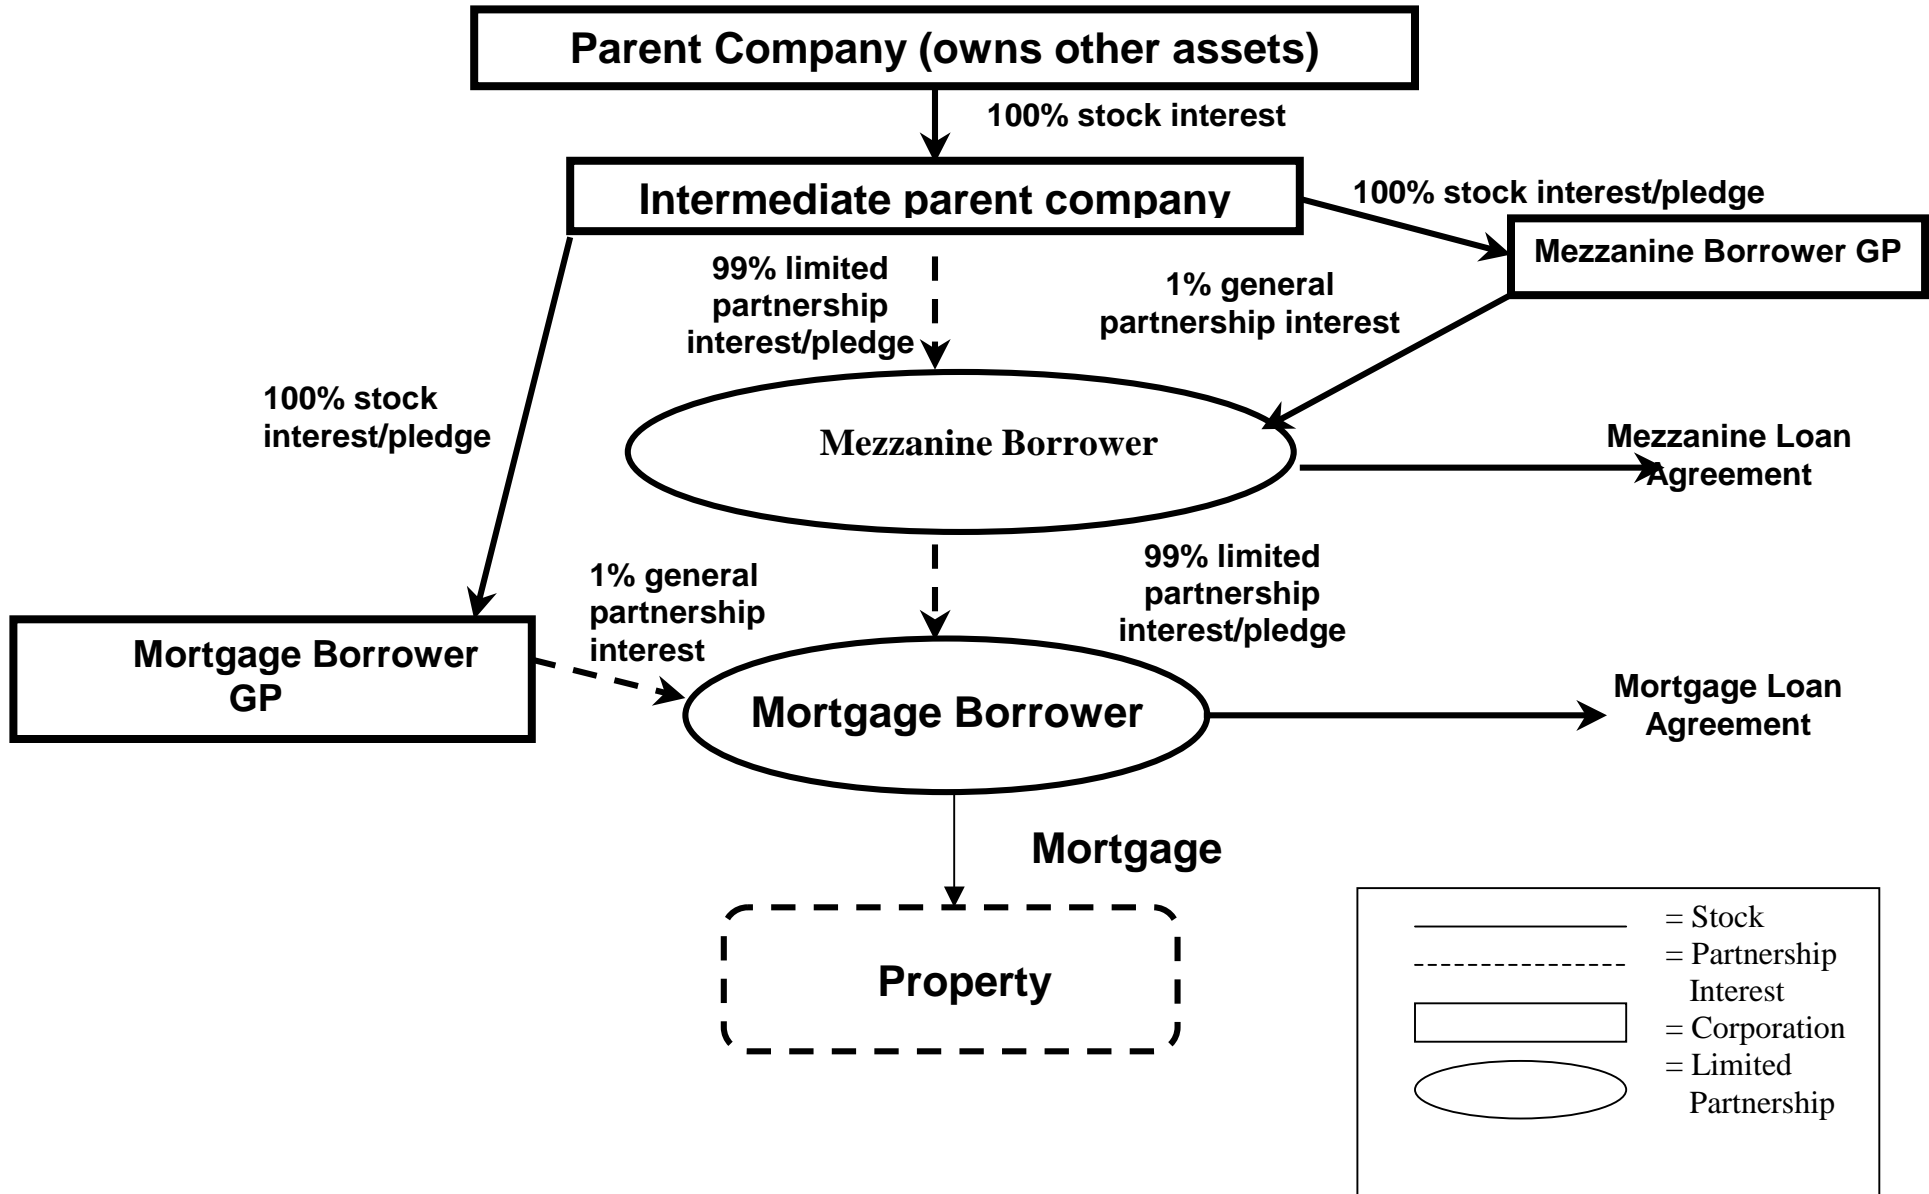 Parent Company (owns other assets)
100% stock interest
Intermediate parent company
100% stock interest/pledge
Mezzanine Borrower GP
99% limited
partnership
interest/pledge
1% general
partnership interest
100% stock
interest/pledge
Mezzanine Borrower
Mezzanine Loan
Agreement
1% general
partnership
interest
99% limited
partnership
interest/pledge
Mortgage Borrower
GP
Mortgage Borrower
Mortgage Loan
Agreement
Mortgage
Property
= Stock
= Partnership
Interest
= Corporation
= Limited
Partnership